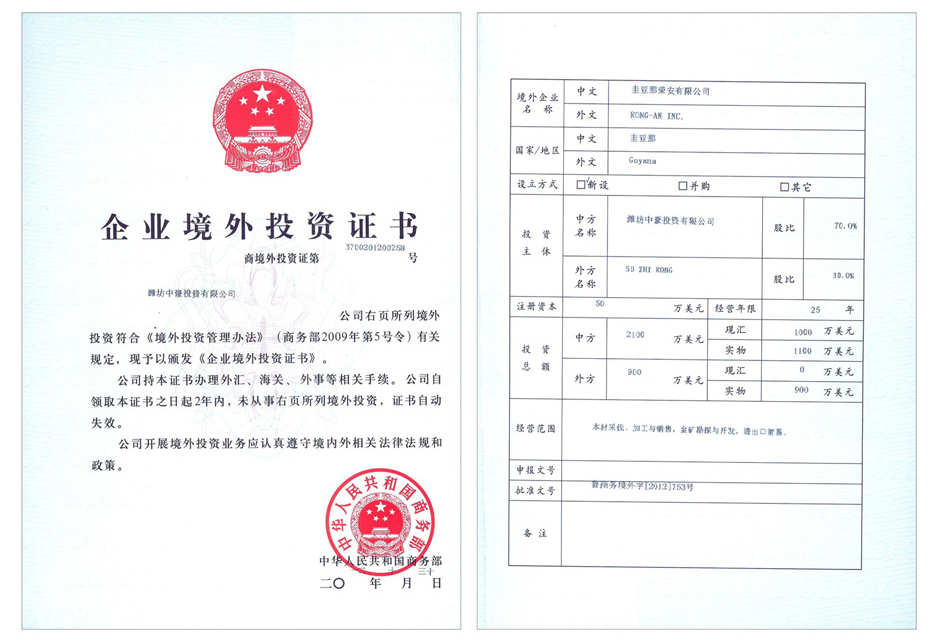 企业境外投资证书
3700201200258
商境外投资证第 号
潍坊中豪投资有限公司
公司右页所列境外
投资符合《境外投资管理办法》（商务部2009年第5号令）有关
规定，现予以颁发《企业境外投资证书》。
公司持本证书办理外汇、海关、外事等相关手续。公司自
领取本证书之日起2年内，未从事右页所列境外投资，证书自动
失效。
公司开展境外投资业务应认真遵守境内外相关法律法规和
政策。
中华人民共和国商务部
中华人民共和国商务部
二〇 年 月 日
境外企业名称 中文 圭亚那荣安有限公司
外文 RONG-AN INC.
国家/地区 中文 圭亚那
外文 Guyana
设立方式 □新设 □并购 □其它
投资主体 中方名称 潍坊中豪投资有限公司 股比 70.0%
外方名称 SU ZHI RONG 股比 30.0%
注册资本 50 万美元 经营年限 25 年
投资总额 中方 2100 万美元 现汇 1000 万美元
实物 1100 万美元
外方 900 万美元 现汇 0 万美元
实物 900 万美元
经营范围 木材采伐、加工与销售，金矿勘探与开发，进出口贸易。
申报文号
批准文号 鲁商务境外字[2012]753号
备注